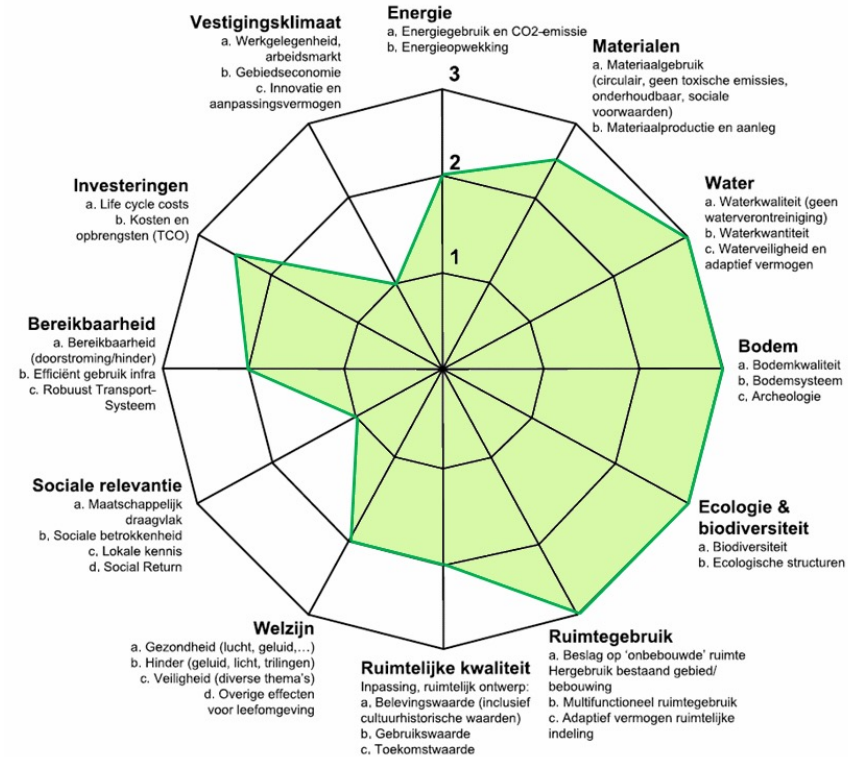 Energie
a, Energiegebruik en CO2-emissie
b. Energieopwekking
Materialen
a. Materiaalgebruik
(circulair, geen toxische emissies,
onderhoudbaar, sociale
voorwaarden)
b. Materiaalproductie en aanleg
Water
a. Waterkwaliteit (geen
waterverontreiniging)
b. Waterkwantiteit
c. Waterveiligheid en
adaptief vermogen
Bodem
a. Bodemkwaliteit
b, Bodemsysteem
c, Archeologie
Ecologie &
biodiversiteit
a. Biodiversiteit
b. Ecologische structuren
Ruimtegebruik
a. Beslag op ‘onbebouwde’ ruimte
Hergebruik bestaand gebied/
bebouwing
b. Multifunctioneel ruimtegebruik
c. Adaptief vermogen ruimtelijke
indeling
Ruimtelijke kwaliteit
Inpassing, ruimtelijk ontwerp:
a. Belevingswaarde (inclusief
cultuurhistorische waarden)
b. Gebruikswaarde
c. Toekomstwaarde
Welzijn
a. Gezondheid (lucht, geluid,…)
b. Hinder (geluid, licht, trilingen)
c. Veiligheid (diverse thema’s)
d. Overige effecten
voor leefomgeving
Sociale relevantie
a. Maatschappelijk
draagvlak
b, Sociale betrokkenheid
c, Lokale kennis
d. Social Return
Bereikbaarheid
a. Bereikbaarheid
(doorstroming/hinder)
b. Efficiënt gebruik infra
c. Robuust Transport-
Systeem
Investeringen
a. Life cycle costs
b. Kosten en
opbrengsten (TCO)
Vestigingsklimaat
a. Werkgelegenheid,
arbeidsmarkt
b. Gebiedseconomie
c. Innovatie en
aanpassingsvermogen
3
2
1